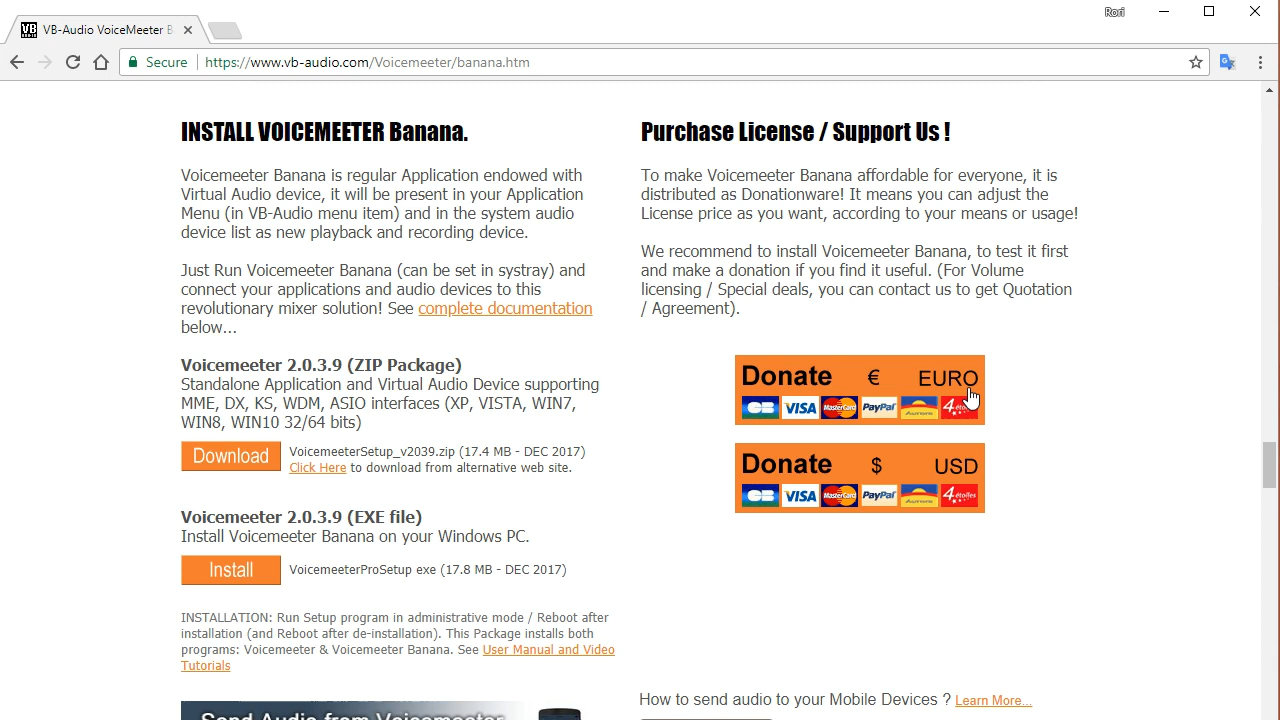 Rori
VB-Audio VoiceMeeter B
Secure
https://www.vb-audio.com/Voicemeeter/banana.htm
INSTALL VOICEMEETER Banana.
Voicemeeter Banana is regular Application endowed with
Virtual Audio device, it will be present in your Application
Menu (in VB-Audio menu item) and in the system audio
device list as new playback and recording device.
Just Run Voicemeeter Banana (can be set in systray) and
connect your applications and audio devices to this
revolutionary mixer solution! See complete documentation
below...
Voicemeeter 2.0.3.9 (ZIP Package)
Standalone Application and Virtual Audio Device supporting
MME, DX, KS, WDM, ASIO interfaces (XP, VISTA, WIN7,
WIN8, WIN10 32/64 bits)
Download
VoicemeeterSetup_v2039.zip (17.4 MB - DEC 2017)
Click Here to download from alternative web site.
Voicemeeter 2.0.3.9 (EXE file)
Install Voicemeeter Banana on your Windows PC.
Install
VoicemeeterProSetup exe (17.8 MB - DEC 2017)
INSTALLATION: Run Setup program in administrative mode / Reboot after
installation (and Reboot after de-installation). This Package installs both
programs: Voicemeeter & Voicemeeter Banana. See User Manual and Video
Tutorials
Send Audio from Voicemeeter
Purchase License / Support Us !
To make Voicemeeter Banana affordable for everyone, it is
distributed as Donationware! It means you can adjust the
License price as you want, according to your means or usage!
We recommend to install Voicemeeter Banana, to test it first
and make a donation if you find it useful. (For Volume
licensing / Special deals, you can contact us to get Quotation
/ Agreement).
Donate € EURO
CB VISA MasterCard PayPal
Donate $ USD
CB VISA MasterCard PayPal 4étoiles
How to send audio to your Mobile Devices ? Learn More...